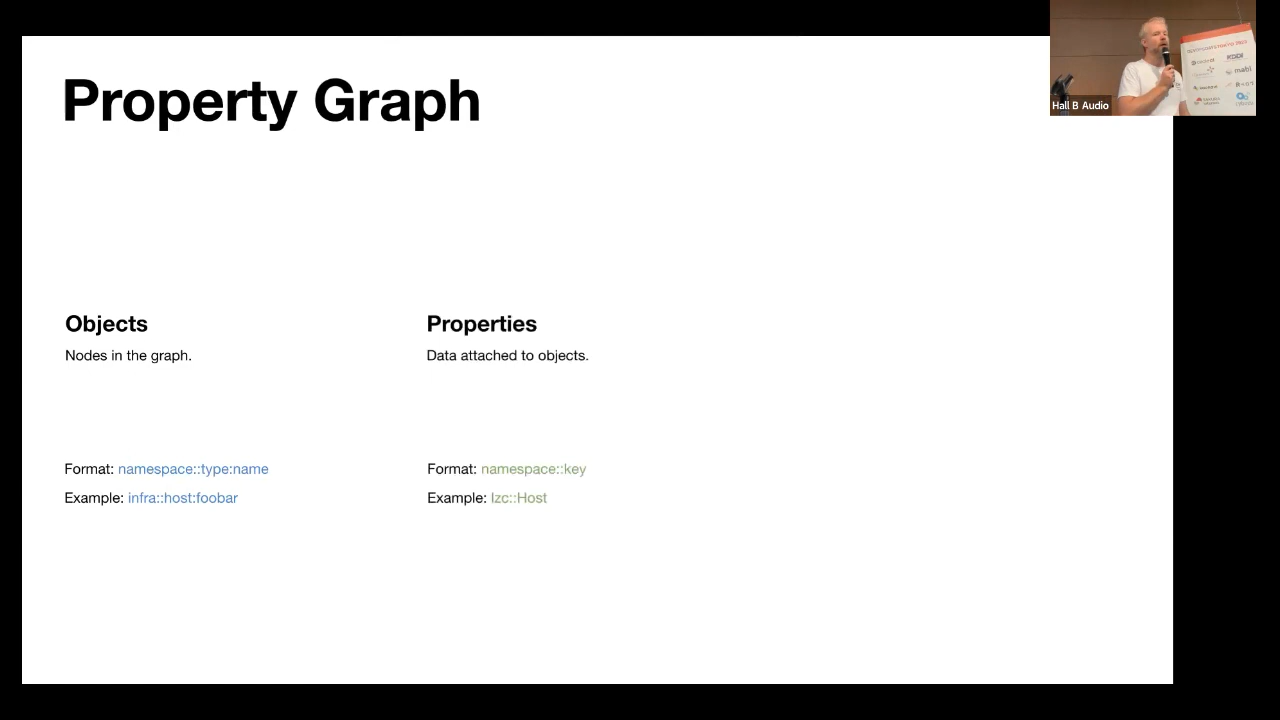 Property Graph
Objects
Nodes in the graph.
Format: namespace::type:name
Example: infra::host:foobar
Properties
Data attached to objects.
Format: namespace::key
Example: lzc::Host
Hall B Audio
mabl